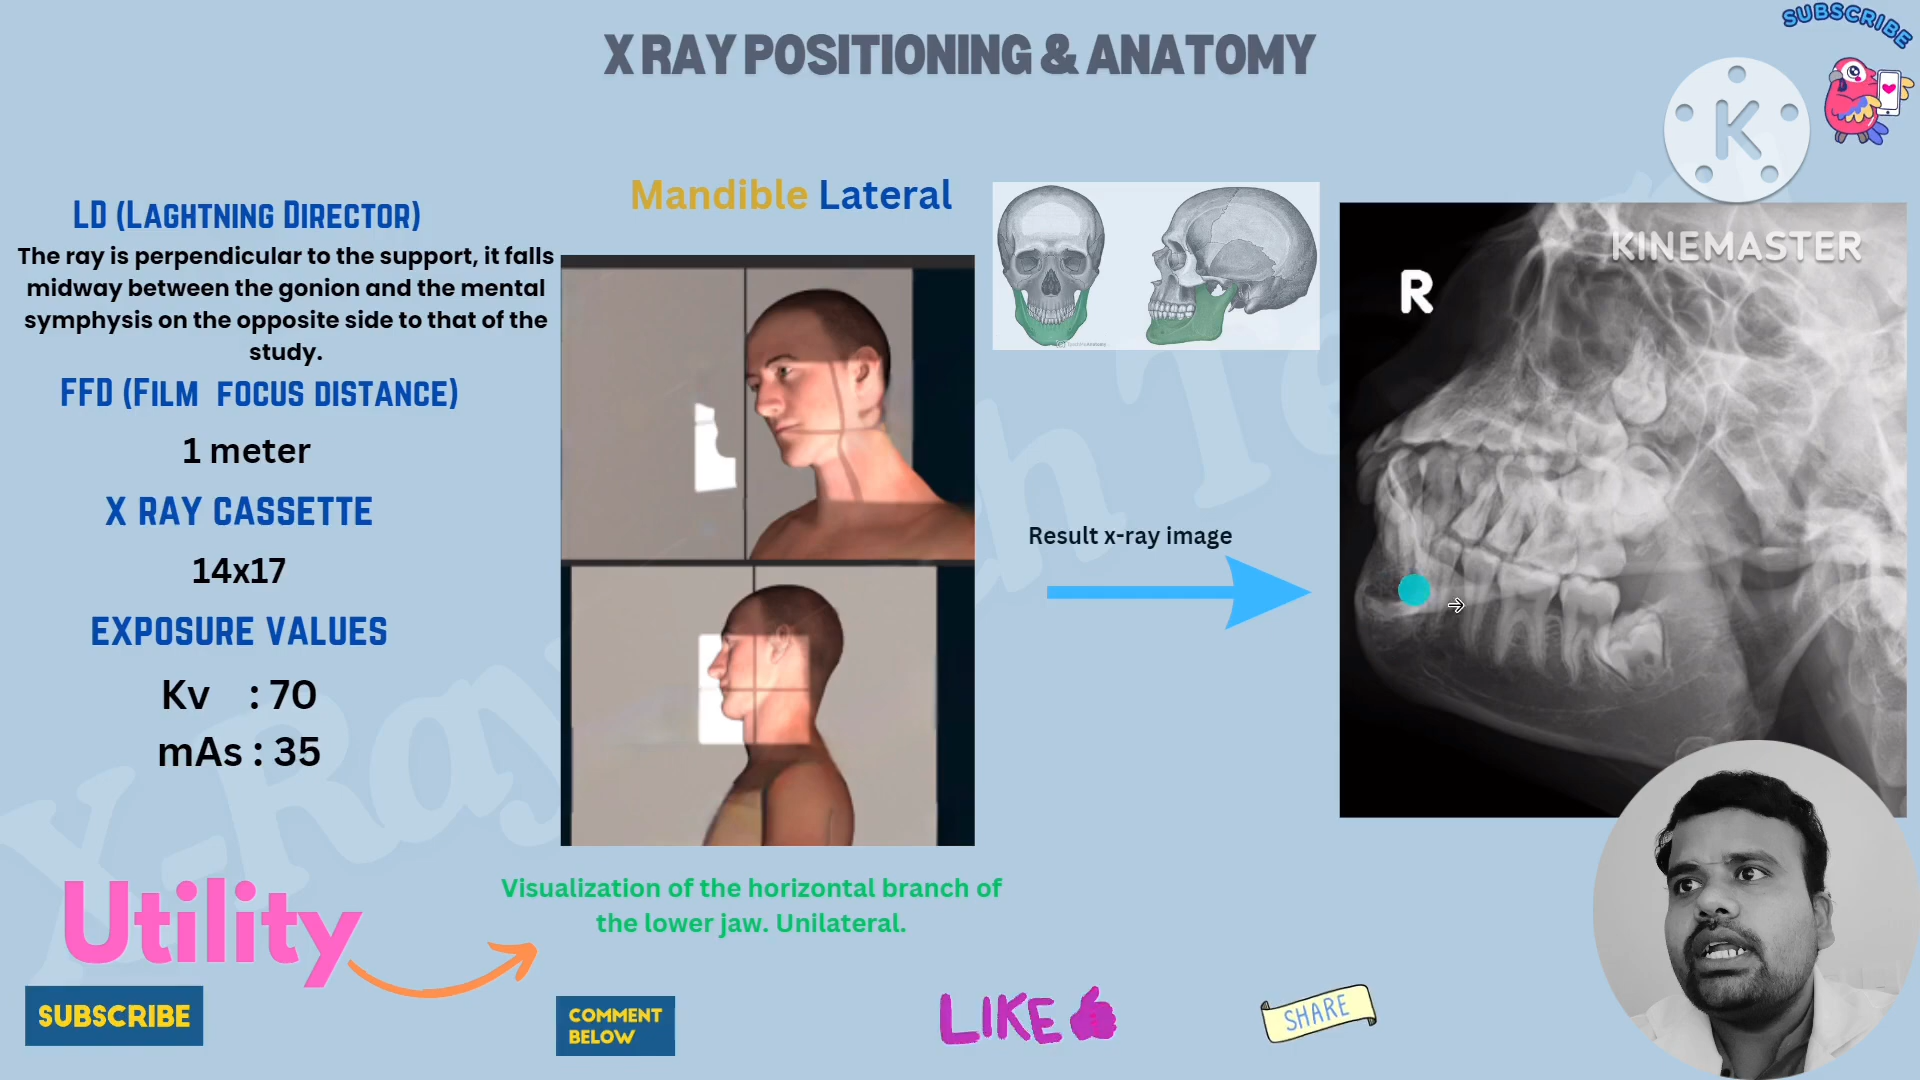 X RAY POSITIONING & ANATOMY
SUBSCRIBE
K
Mandible Lateral
LD (Laghtning Director)
The ray is perpendicular to the support, it falls
midway between the gonion and the mental
symphysis on the opposite side to that of the
study.
FFD (Film focus distance)
1 meter
X RAY CASSETTE
14x17
EXPOSURE VALUES
Kv : 70
mAs : 35
KINEMASTER
R
Result x-ray image
Utility
Visualization of the horizontal branch of
the lower jaw. Unilateral.
SUBSCRIBE
COMMENT
BELOW
LIKE
SHARE
X-Ray